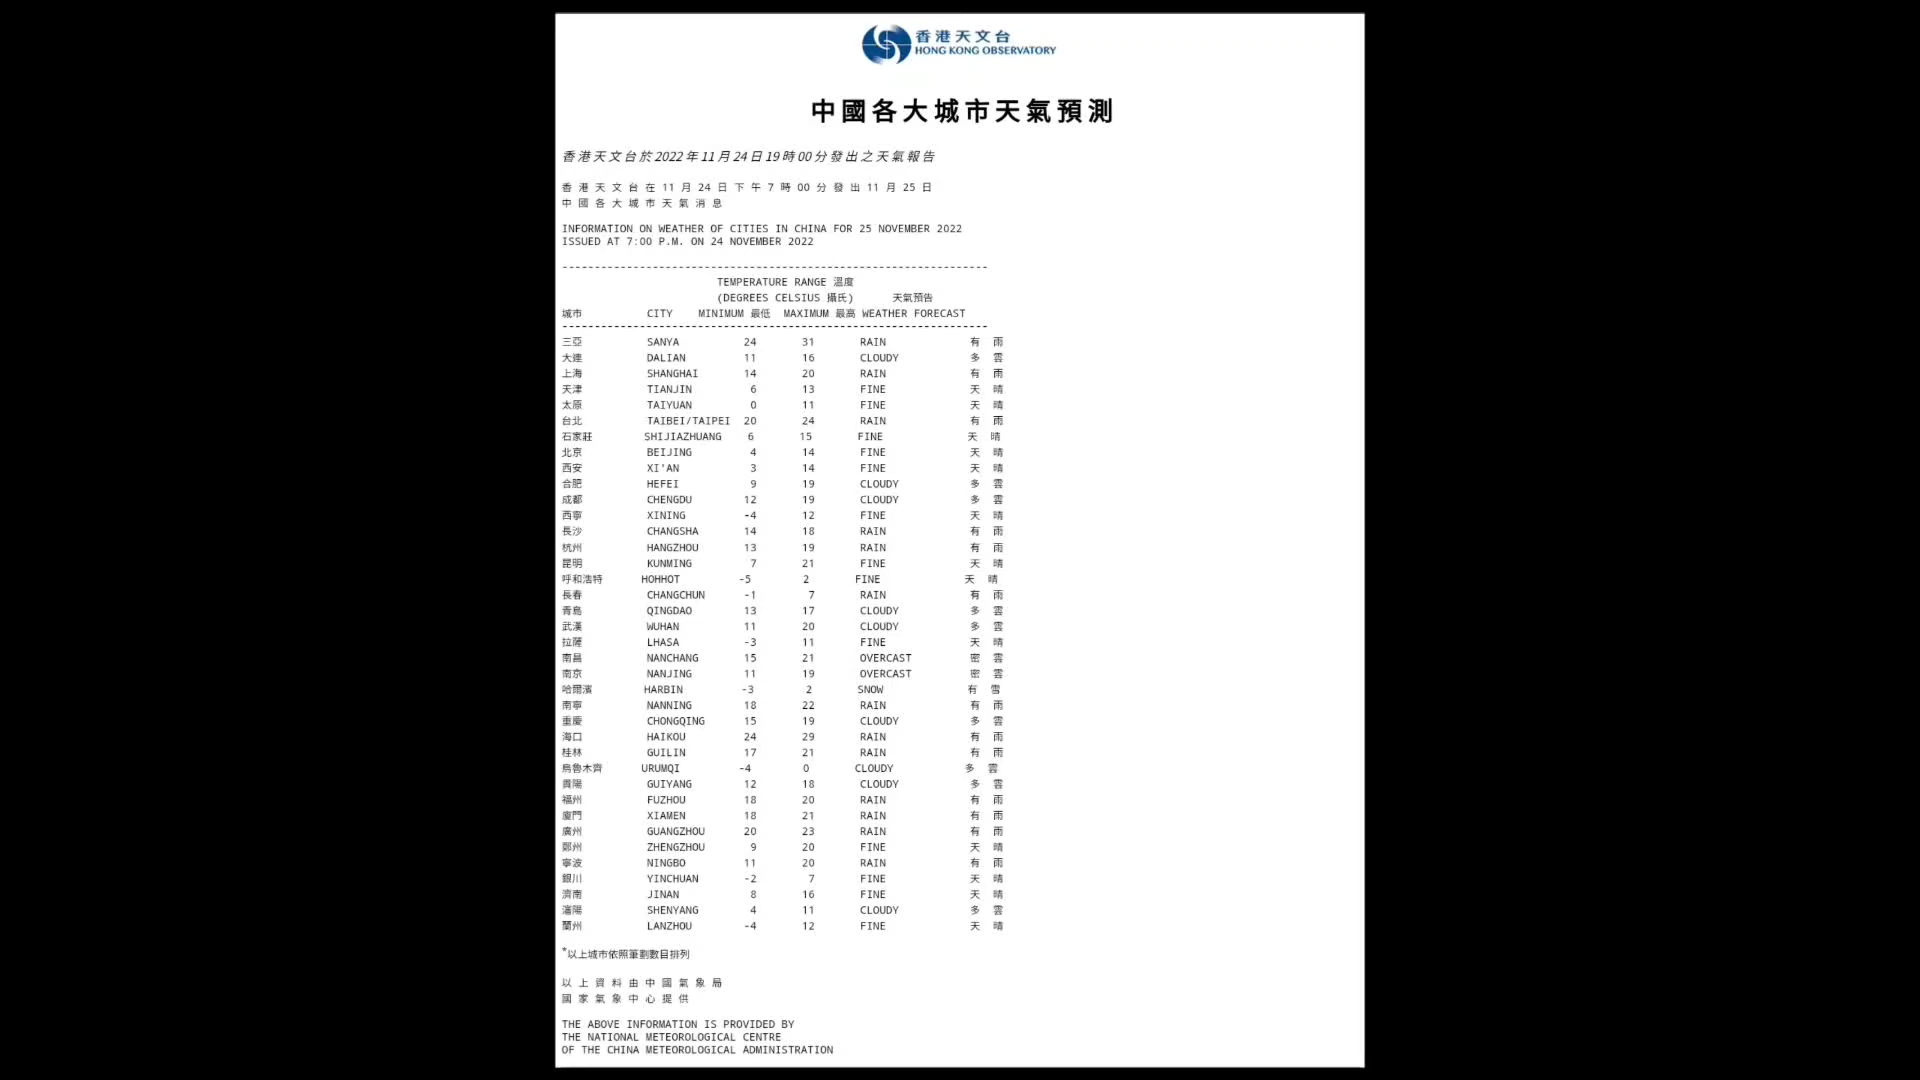 香港天文台
HONG KONG OBSERVATORY
中國各大城市天氣預測
香港天文台於2022年11月24日19時00分發出之天氣報告
香 港 天 文 台 在 11 月 24 日 下 午 7 時 00 分 發 出 11 月 25 日
中 國 各 大 城 市 天 氣 消 息
INFORMATION ON WEATHER OF CITIES IN CHINA FOR 25 NOVEMBER 2022
ISSUED AT 7:00 P.M. ON 24 NOVEMBER 2022
------------------------------------------------------------------
TEMPERATURE RANGE 溫度
(DEGREES CELSIUS 攝氏) 天氣預告
城市 CITY MINIMUM 最低 MAXIMUM 最高 WEATHER FORECAST
------------------------------------------------------------------
三亞 SANYA 24 31 RAIN 有 雨
大連 DALIAN 11 16 CLOUDY 多 雲
上海 SHANGHAI 14 20 RAIN 有 雨
天津 TIANJIN 6 13 FINE 天 晴
太原 TAIYUAN 0 11 FINE 天 晴
台北 TAIBEI/TAIPEI 20 24 RAIN 有 雨
石家莊 SHIJIAZHUANG 6 15 FINE 天 晴
北京 BEIJING 4 14 FINE 天 晴
西安 XI'AN 3 14 FINE 天 晴
合肥 HEFEI 9 19 CLOUDY 多 雲
成都 CHENGDU 12 19 CLOUDY 多 雲
西寧 XINING -4 12 FINE 天 晴
長沙 CHANGSHA 14 18 RAIN 有 雨
杭州 HANGZHOU 13 19 RAIN 有 雨
昆明 KUNMING 7 21 FINE 天 晴
呼和浩特 HOHHOT -5 2 FINE 天 晴
長春 CHANGCHUN -1 7 RAIN 有 雨
青島 QINGDAO 13 17 CLOUDY 多 雲
武漢 WUHAN 11 20 CLOUDY 多 雲
拉薩 LHASA -3 11 FINE 天 晴
南昌 NANCHANG 15 21 OVERCAST 密 雲
南京 NANJING 11 19 OVERCAST 密 雲
哈爾濱 HARBIN -3 2 SNOW 有 雪
南寧 NANNING 18 22 RAIN 有 雨
重慶 CHONGQING 15 19 CLOUDY 多 雲
海口 HAIKOU 24 29 RAIN 有 雨
桂林 GUILIN 17 21 RAIN 有 雨
烏魯木齊 URUMQI -4 0 CLOUDY 多 雲
貴陽 GUIYANG 12 18 CLOUDY 多 雲
福州 FUZHOU 18 20 RAIN 有 雨
廈門 XIAMEN 18 21 RAIN 有 雨
廣州 GUANGZHOU 20 23 RAIN 有 雨
鄭州 ZHENGZHOU 9 20 FINE 天 晴
寧波 NINGBO 11 20 RAIN 有 雨
銀川 YINCHUAN -2 7 FINE 天 晴
濟南 JINAN 8 16 FINE 天 晴
瀋陽 SHENYANG 4 11 CLOUDY 多 雲
蘭州 LANZHOU -4 12 FINE 天 晴
*以上城市依照筆劃數目排列
以 上 資 料 由 中 國 氣 象 局
國 家 氣 象 中 心 提 供
THE ABOVE INFORMATION IS PROVIDED BY
THE NATIONAL METEOROLOGICAL CENTRE
OF THE CHINA METEOROLOGICAL ADMINISTRATION